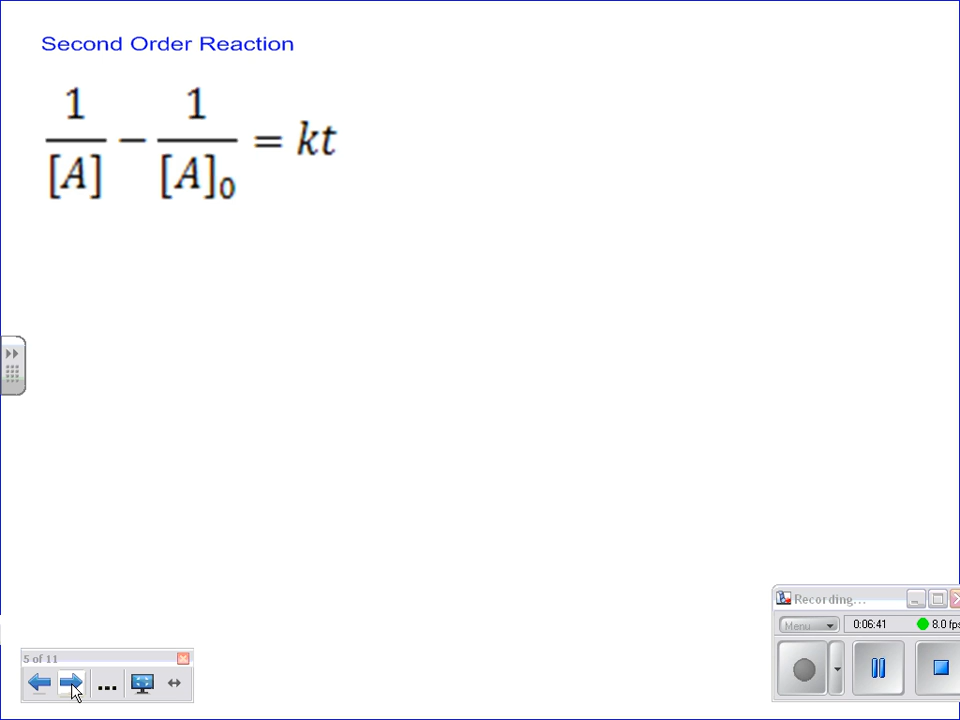 Second Order Reaction
1/[A] − 1/[A]₀ = kt
Recording...
Menu
0:06:41
8.0 fps
5 of 11
...